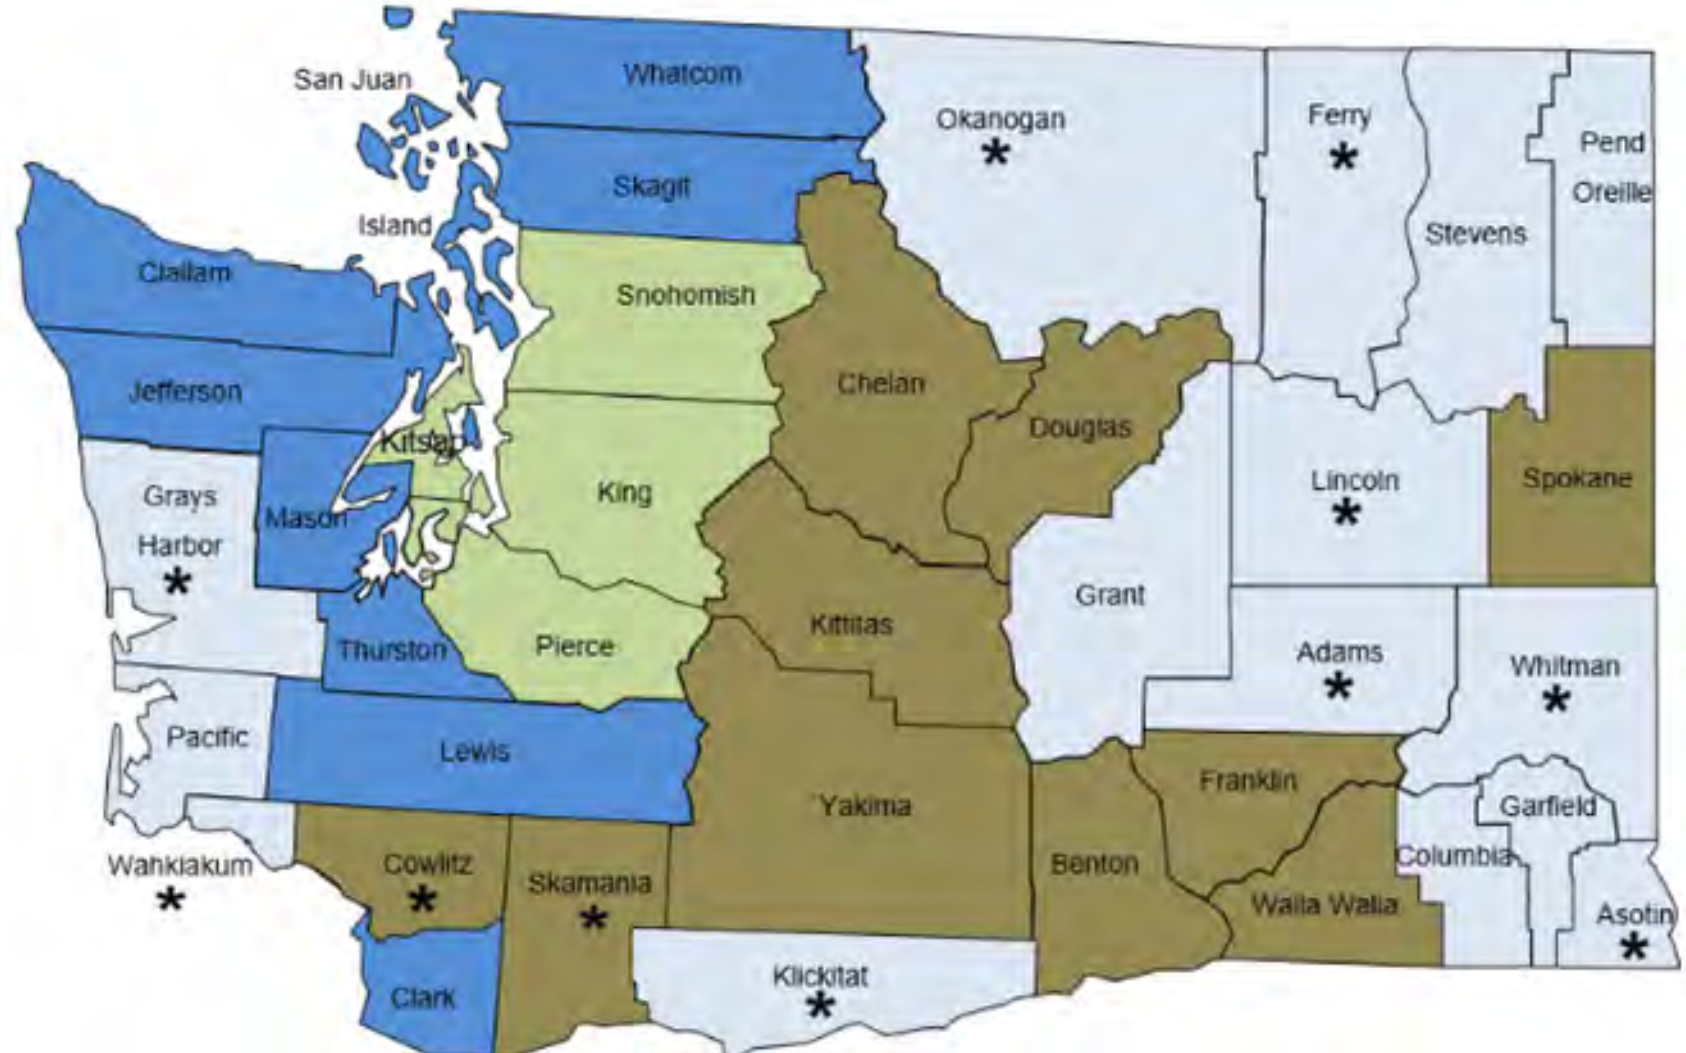 San Juan
Whatcom
Okanogan
*
Ferry
*
Pend
Oreille
Skagit
Island
Stevens
Clallam
Snohomish
Jefferson
Chelan
Douglas
Kitsap
King
Lincoln
*
Spokane
Grays
Harbor
*
Mason
Grant
Kittitas
Thurston
Pierce
Adams
*
Whitman
*
Pacific
Lewis
Yakima
Franklin
Garfield
Wahkiakum
*
Cowlitz
*
Skamania
*
Benton
Columbia
Walla Walla
Asotin
*
Klickitat
*
Clark